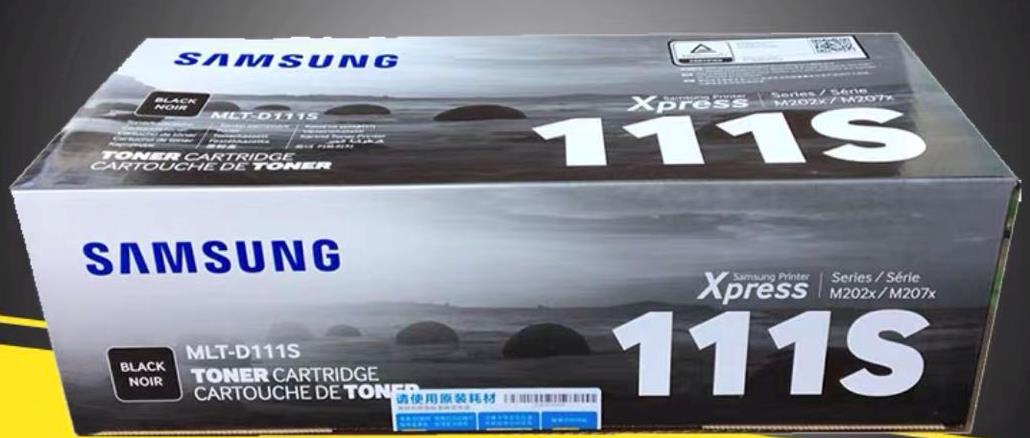 SAMSUNG
BLACK
NOIR
MLT-D111S
TONER CARTRIDGE
CARTOUCHE DE TONER
Samsung Printer
Xpress
Series / Série
M202x / M207x
111S
SAMSUNG
Samsung Printer
Xpress
Series / Série
M202x / M207x
111S
BLACK
NOIR
MLT-D111S
TONER CARTRIDGE
CARTOUCHE DE TONER
请使用原装耗材